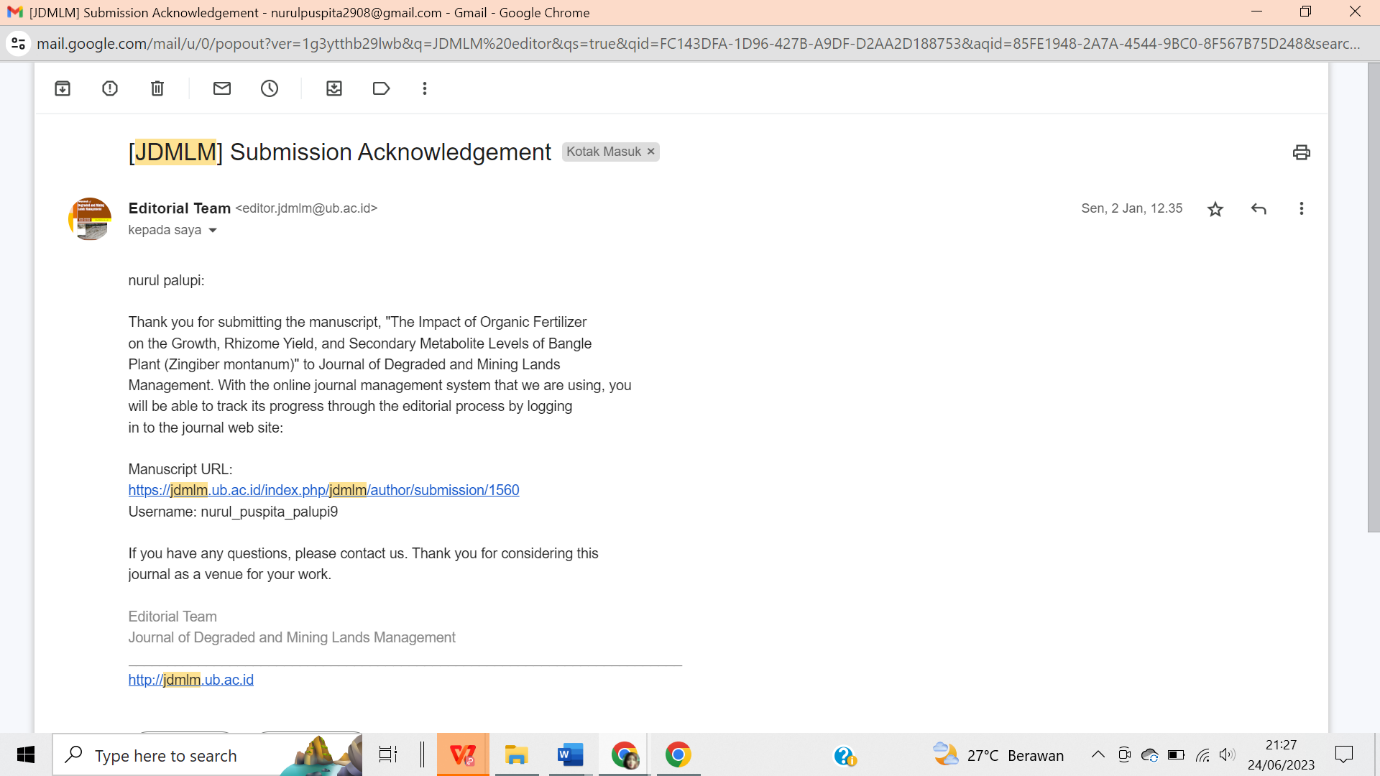 [JDMLM] Submission Acknowledgement - nurulpuspita2908@gmail.com - Gmail - Google Chrome
mail.google.com/mail/u/0/popout?ver=1g3ytthb29lwb&q=JDMLM%20editor&qs=true&qid=FC143DFA-1D96-427B-A9DF-D2AA2D188753&aqid=85FE1948-2A7A-4544-9BC0-8F567B75D248&searc...
[JDMLM] Submission Acknowledgement Kotak Masuk ×
Editorial Team <editor.jdmlm@ub.ac.id> Sen, 2 Jan, 12.35
kepada saya
nurul palupi:
Thank you for submitting the manuscript, "The Impact of Organic Fertilizer
on the Growth, Rhizome Yield, and Secondary Metabolite Levels of Bangle
Plant (Zingiber montanum)" to Journal of Degraded and Mining Lands
Management. With the online journal management system that we are using, you
will be able to track its progress through the editorial process by logging
in to the journal web site:
Manuscript URL:
https://jdmlm.ub.ac.id/index.php/jdmlm/author/submission/1560
Username: nurul_puspita_palupi9
If you have any questions, please contact us. Thank you for considering this
journal as a venue for your work.
Editorial Team
Journal of Degraded and Mining Lands Management
http://jdmlm.ub.ac.id
Type here to search 27°C Berawan 21:27
24/06/2023